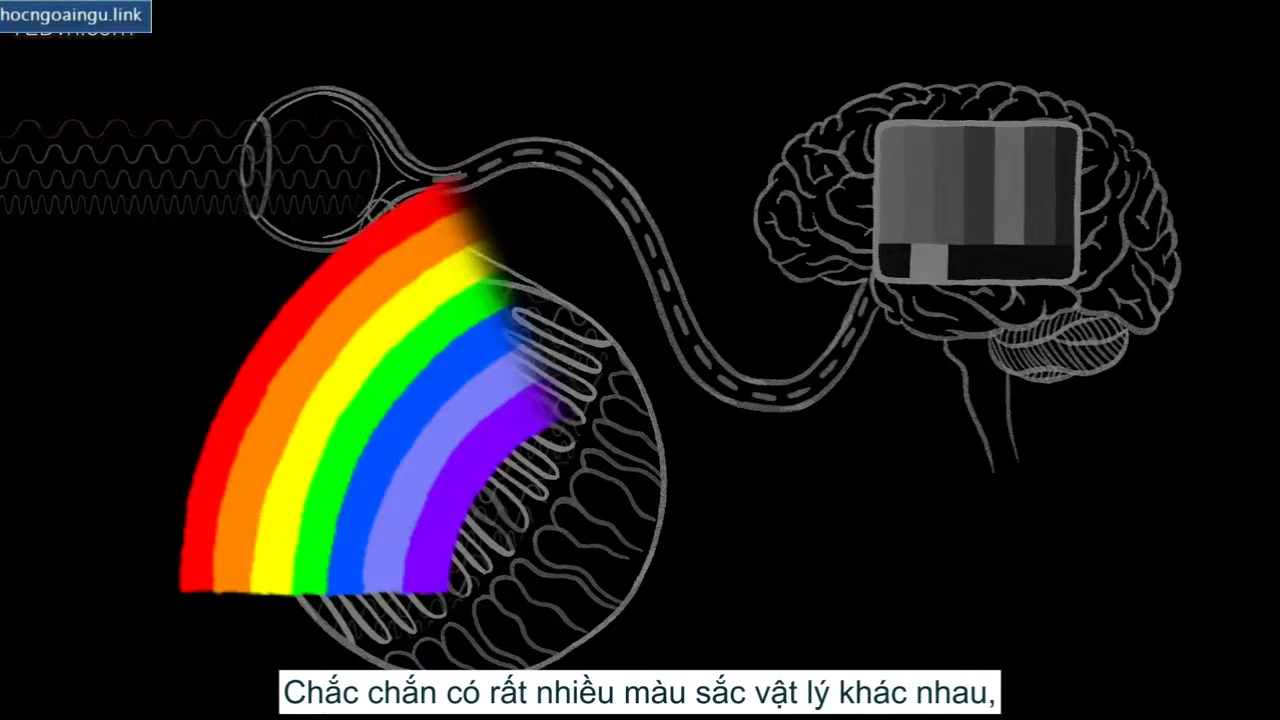 hocngoaingu.link
Chắc chắn có rất nhiều màu sắc vật lý khác nhau,